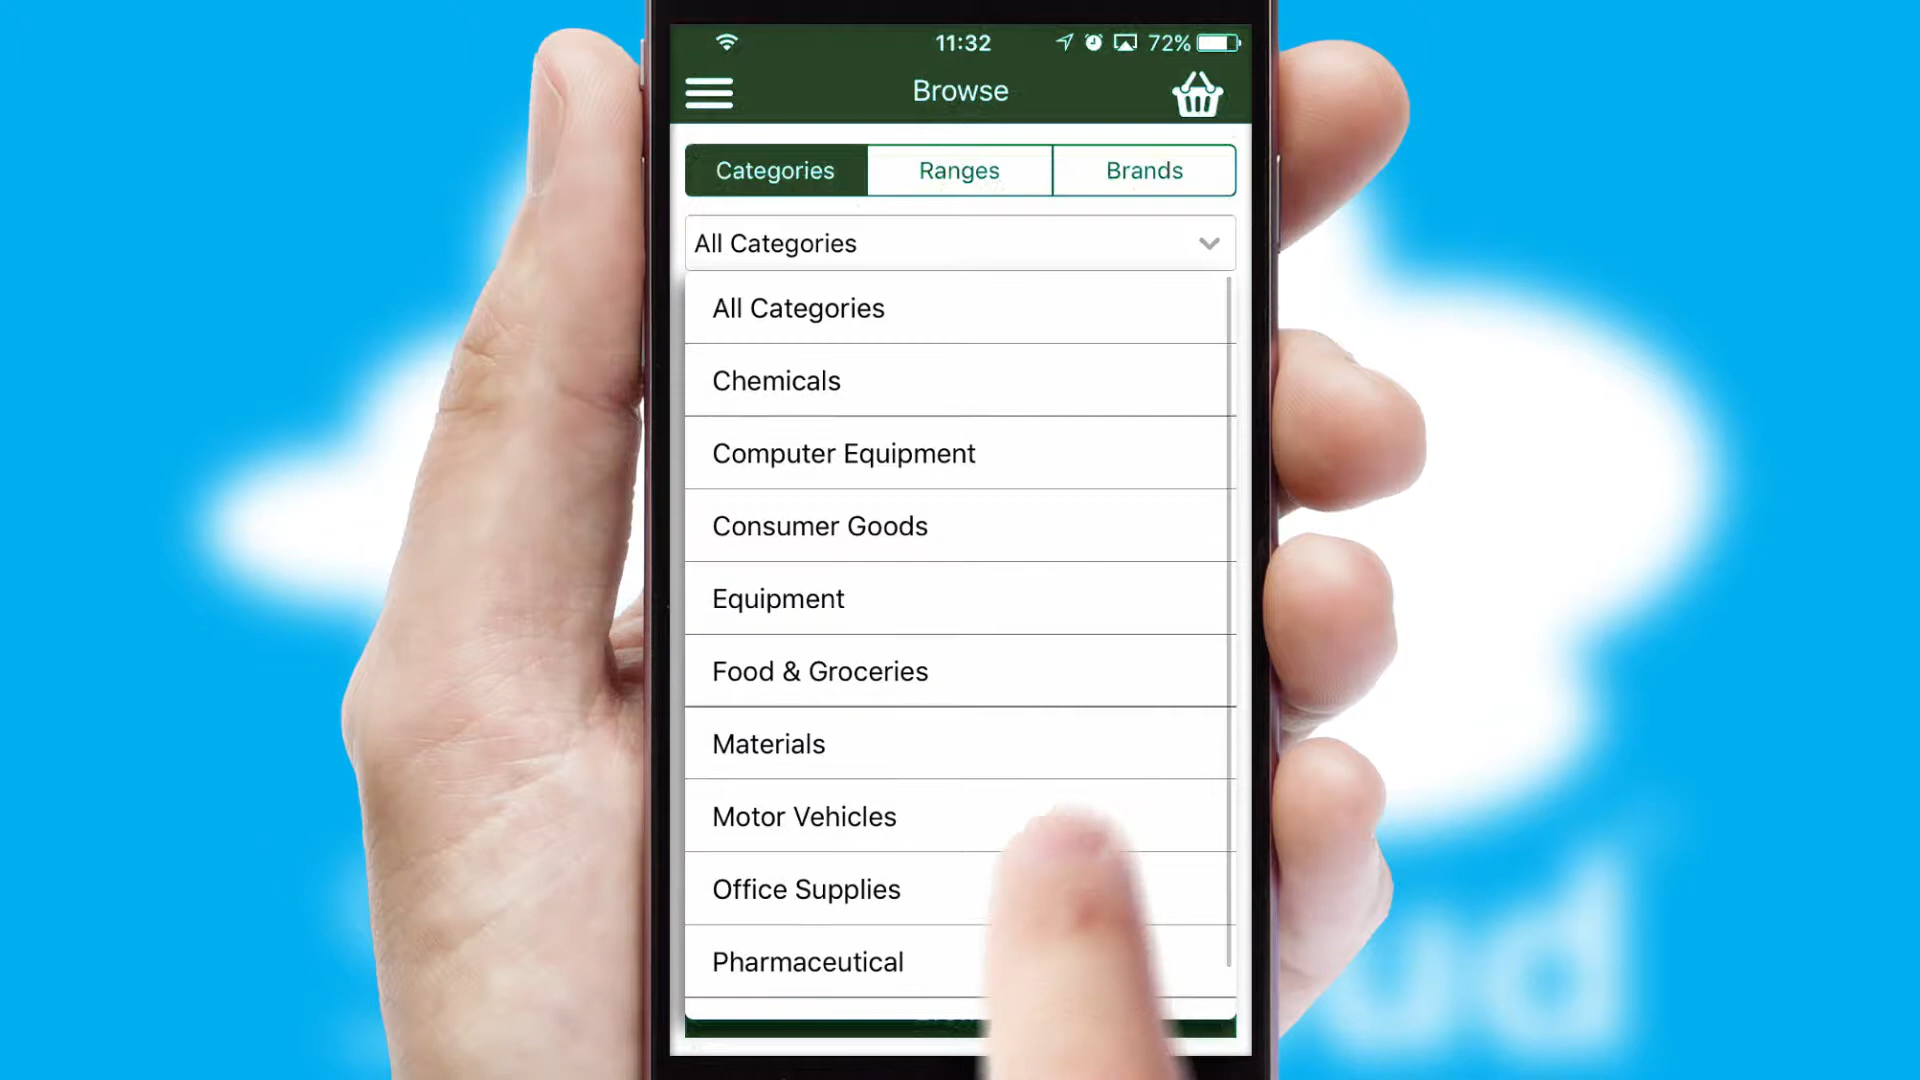 11:32
72%
Browse
Categories Ranges Brands
All Categories
All Categories
Chemicals
Computer Equipment
Consumer Goods
Equipment
Food & Groceries
Materials
Motor Vehicles
Office Supplies
Pharmaceutical
ud